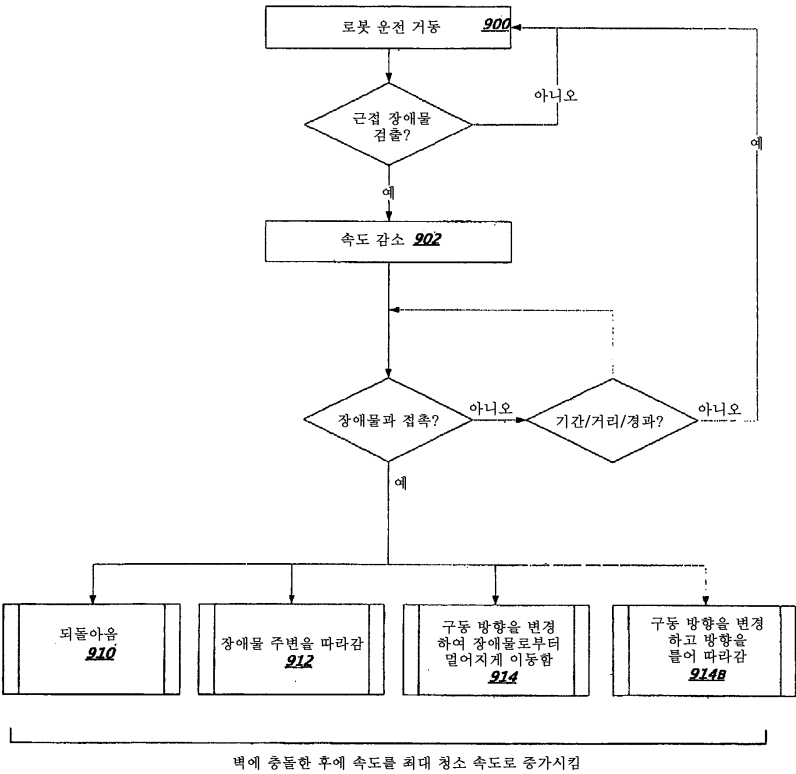 로봇 운전 거동 900
아니오
근접 장애물
검출?
예
예
속도 감소 902
장애물과 접촉?
아니오
기간/거리/경과?
아니오
예
되돌아옴
910
장애물 주변을 따라감
912
구동 방향을 변경
하여 장애물로부터
멀어지게 이동함
914
구동 방향을 변경
하고 방향을
틀어 따라감
914B
벽에 충돌한 후에 속도를 최대 청소 속도로 증가시킴